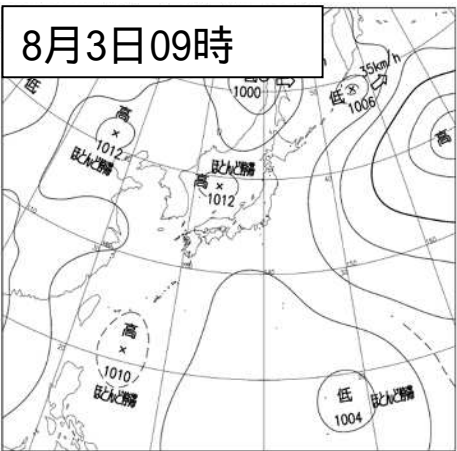 8月3日09時
低
1000
35km/h
低
1006
高
1012
ほとんど停滞
ほとんど停滞
高
1012
高
高
1010
ほとんど停滞
低
1004
ほとんど停滞
20